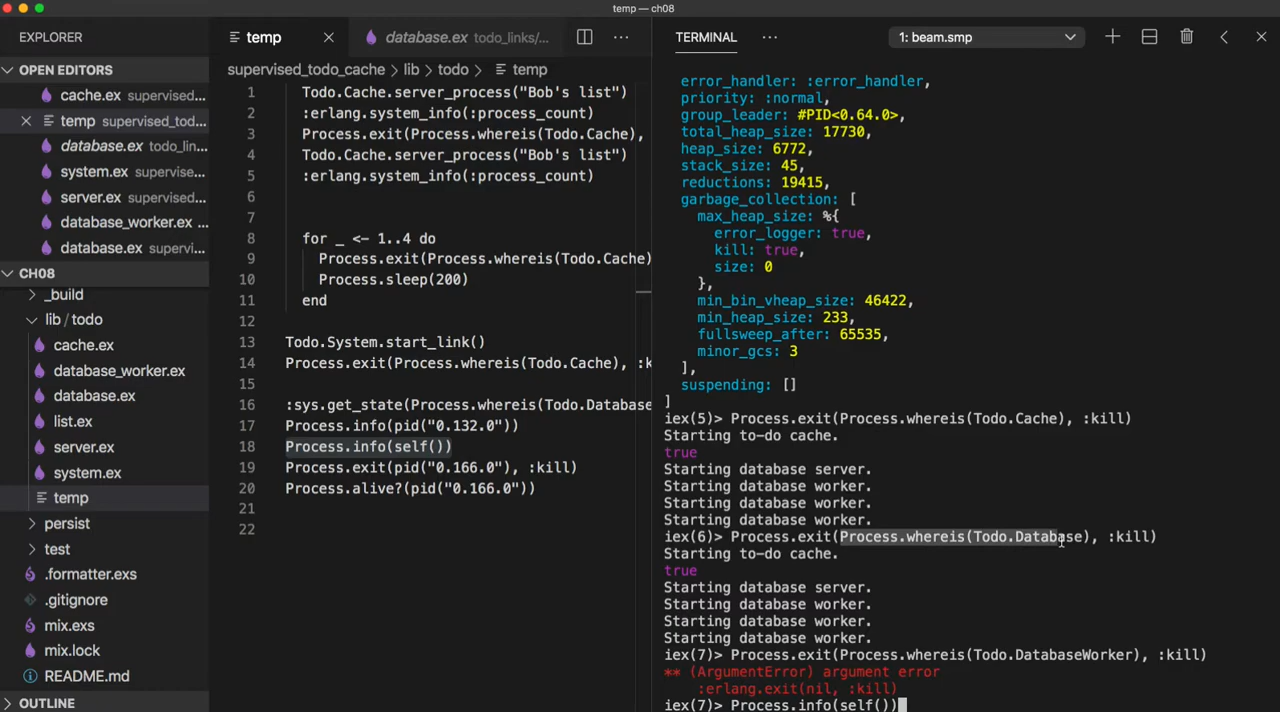 temp — ch08
EXPLORER
OPEN EDITORS
cache.ex supervised...
temp supervised_tod...
database.ex todo_lin...
system.ex supervised...
server.ex supervised...
database_worker.ex ...
database.ex supervi...
CH08
_build
lib / todo
cache.ex
database_worker.ex
database.ex
list.ex
server.ex
system.ex
temp
persist
test
.formatter.exs
.gitignore
mix.exs
mix.lock
README.md
OUTLINE
temp
database.ex todo_links/...
supervised_todo_cache > lib > todo > temp
1 Todo.Cache.server_process("Bob's list")
2 :erlang.system_info(:process_count)
3 Process.exit(Process.whereis(Todo.Cache),
4 Todo.Cache.server_process("Bob's list")
5 :erlang.system_info(:process_count)
6
7
8 for _ <- 1..4 do
9 Process.exit(Process.whereis(Todo.Cache)
10 Process.sleep(200)
11 end
12
13 Todo.System.start_link()
14 Process.exit(Process.whereis(Todo.Cache), :k
15
16 :sys.get_state(Process.whereis(Todo.Database
17 Process.info(pid("0.132.0"))
18 Process.info(self())
19 Process.exit(pid("0.166.0"), :kill)
20 Process.alive?(pid("0.166.0"))
21
22
TERMINAL
1: beam.smp
error_handler: :error_handler,
priority: :normal,
group_leader: #PID<0.64.0>,
total_heap_size: 17730,
heap_size: 6772,
stack_size: 45,
reductions: 19415,
garbage_collection: [
max_heap_size: %{
error_logger: true,
kill: true,
size: 0
},
min_bin_vheap_size: 46422,
min_heap_size: 233,
fullsweep_after: 65535,
minor_gcs: 3
],
suspending: []
]
iex(5)> Process.exit(Process.whereis(Todo.Cache), :kill)
Starting to-do cache.
true
Starting database server.
Starting database worker.
Starting database worker.
Starting database worker.
iex(6)> Process.exit(Process.whereis(Todo.Database), :kill)
Starting to-do cache.
true
Starting database server.
Starting database worker.
Starting database worker.
Starting database worker.
iex(7)> Process.exit(Process.whereis(Todo.DatabaseWorker), :kill)
** (ArgumentError) argument error
:erlang.exit(nil, :kill)
iex(7)> Process.info(self())